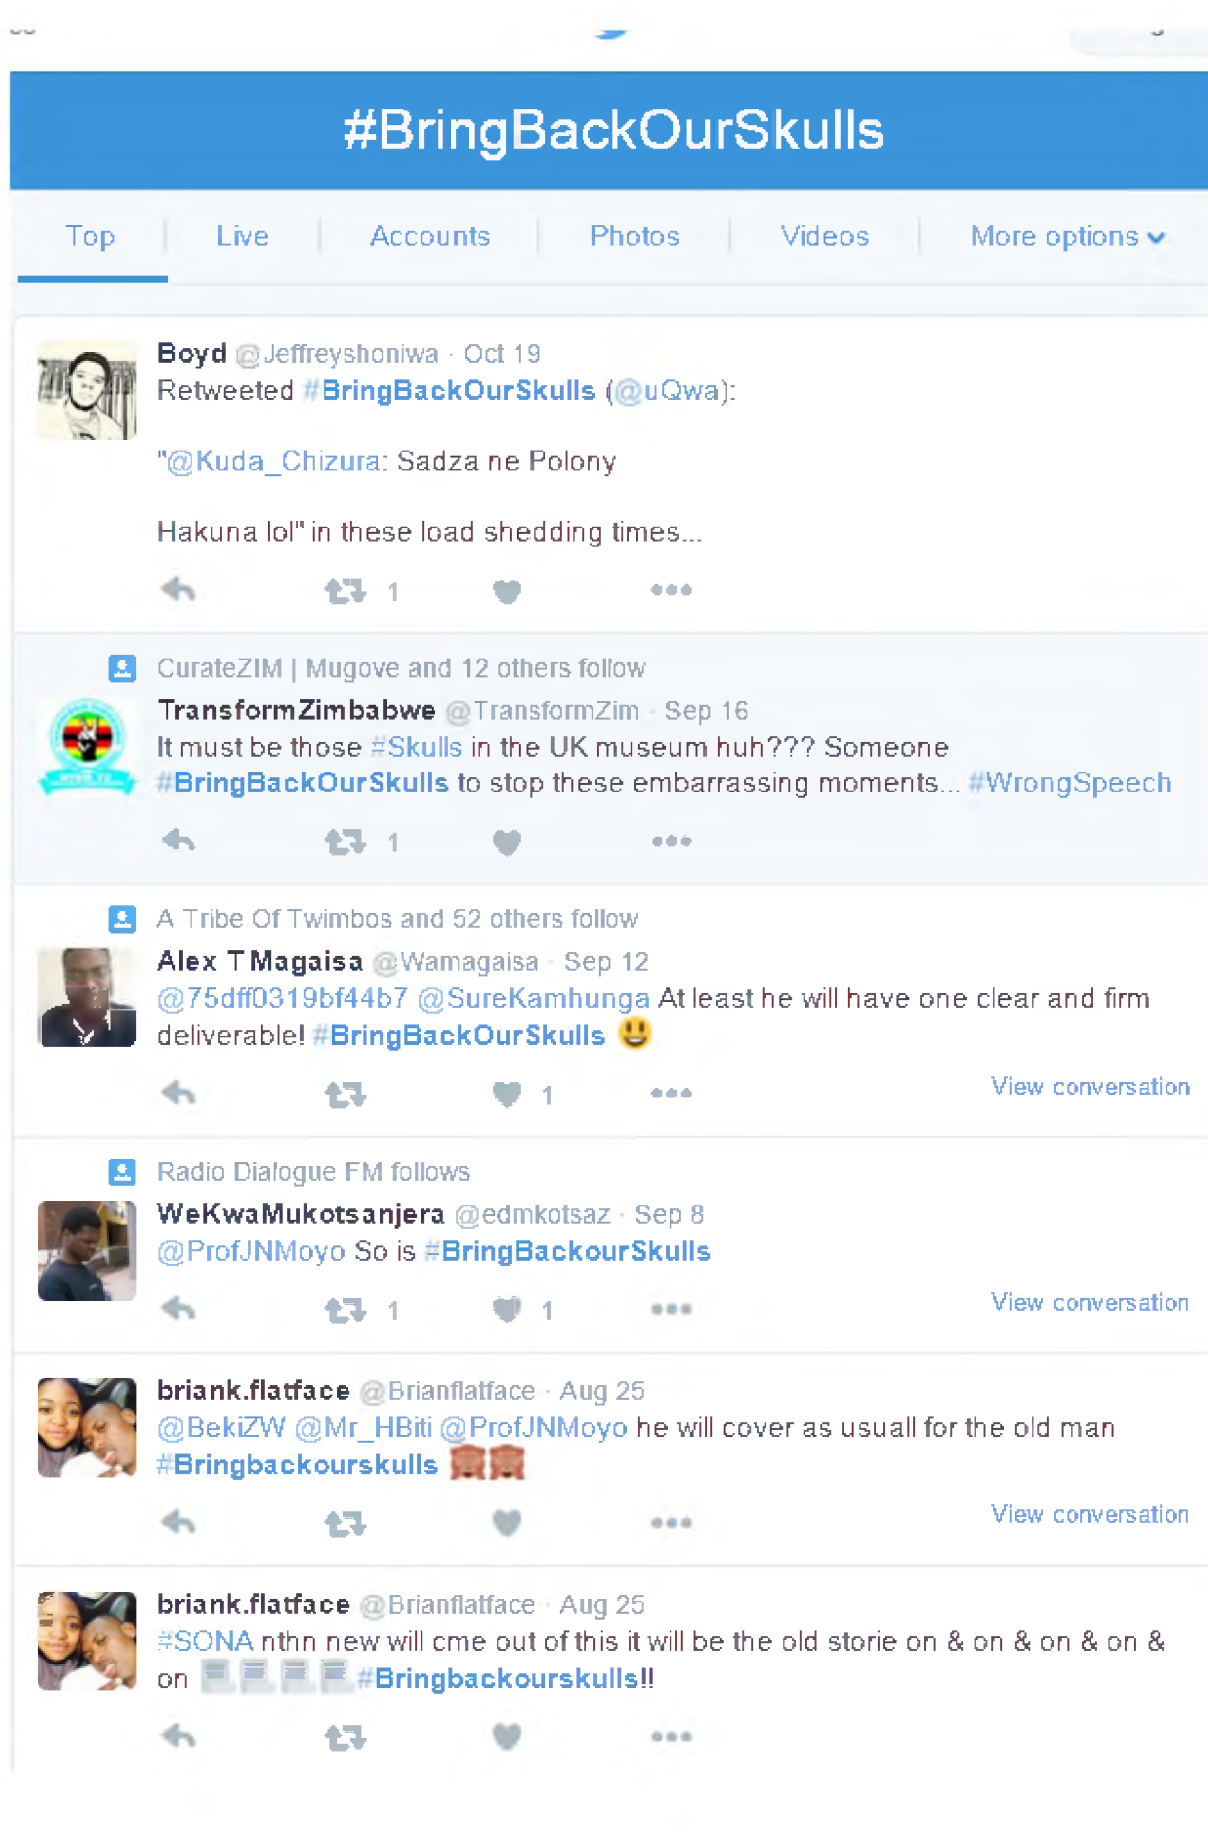 #BringBackOurSkulls
Top Live Accounts Photos Videos More options
Boyd @Jeffreyshoniwa · Oct 19
Retweeted #BringBackOurSkulls (@uQwa):
"@Kuda_Chizura: Sadza ne Polony
Hakuna lol" in these load shedding times...
1
CurateZIM | Mugove and 12 others follow
TransformZimbabwe @TransformZim · Sep 16
It must be those #Skulls in the UK museum huh??? Someone
#BringBackOurSkulls to stop these embarrassing moments... #WrongSpeech
1
A Tribe Of Twimbos and 52 others follow
Alex T Magaisa @Wamagaisa · Sep 12
@75dff0319bf44b7 @SureKamhunga At least he will have one clear and firm
deliverable! #BringBackOurSkulls 😃
1 View conversation
Radio Dialogue FM follows
WeKwaMukotsanjera @edmkotsaz · Sep 8
@ProfJNMoyo So is #BringBackourSkulls
1 1 View conversation
briank.flatface @Brianflatface · Aug 25
@BekiZW @Mr_HBiti @ProfJNMoyo he will cover as usuall for the old man
#Bringbackourskulls 🙈🙈
View conversation
briank.flatface @Brianflatface · Aug 25
#SONA nthn new will cme out of this it will be the old storie on & on & on & on &
on #Bringbackourskulls!!